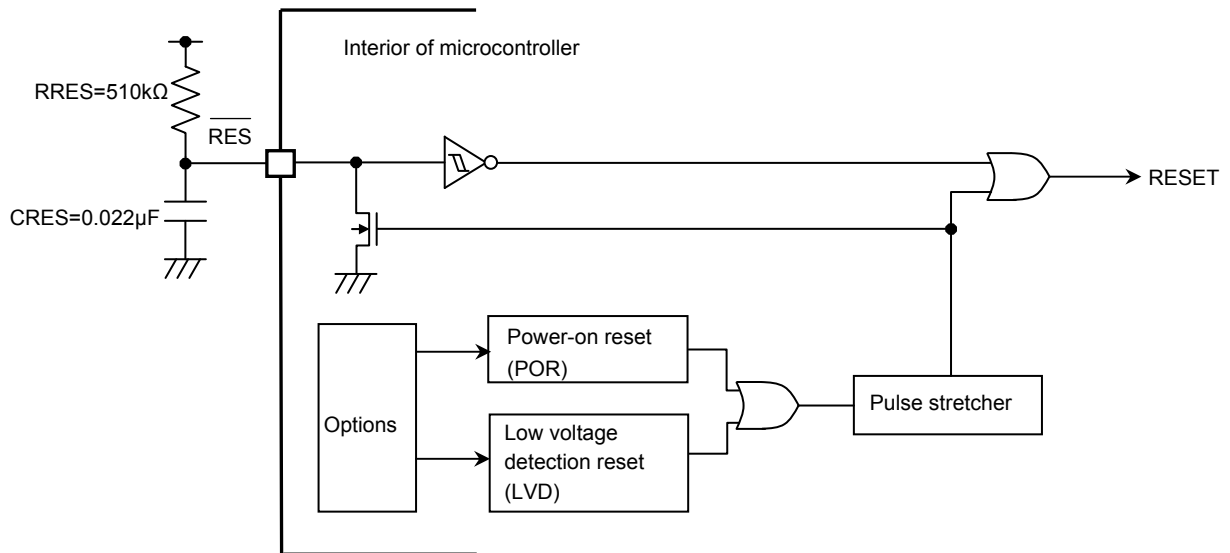 Interior of microcontroller
RRES=510kΩ
RES
RESET
CRES=0.022μF
Power-on reset
(POR)
Options
Low voltage
detection reset
(LVD)
Pulse stretcher